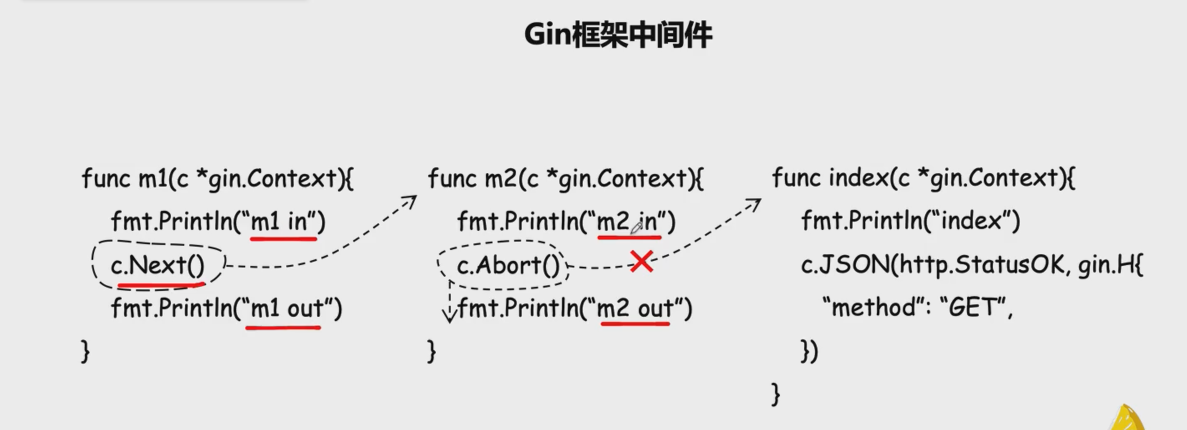 Gin框架中间件
func m1(c *gin.Context){
fmt.Println(“m1 in”)
c.Next()
fmt.Println(“m1 out”)
}
func m2(c *gin.Context){
fmt.Println(“m2 in”)
c.Abort()
fmt.Println(“m2 out”)
}
func index(c *gin.Context){
fmt.Println(“index”)
c.JSON(http.StatusOK, gin.H{
“method”: “GET”,
})
}